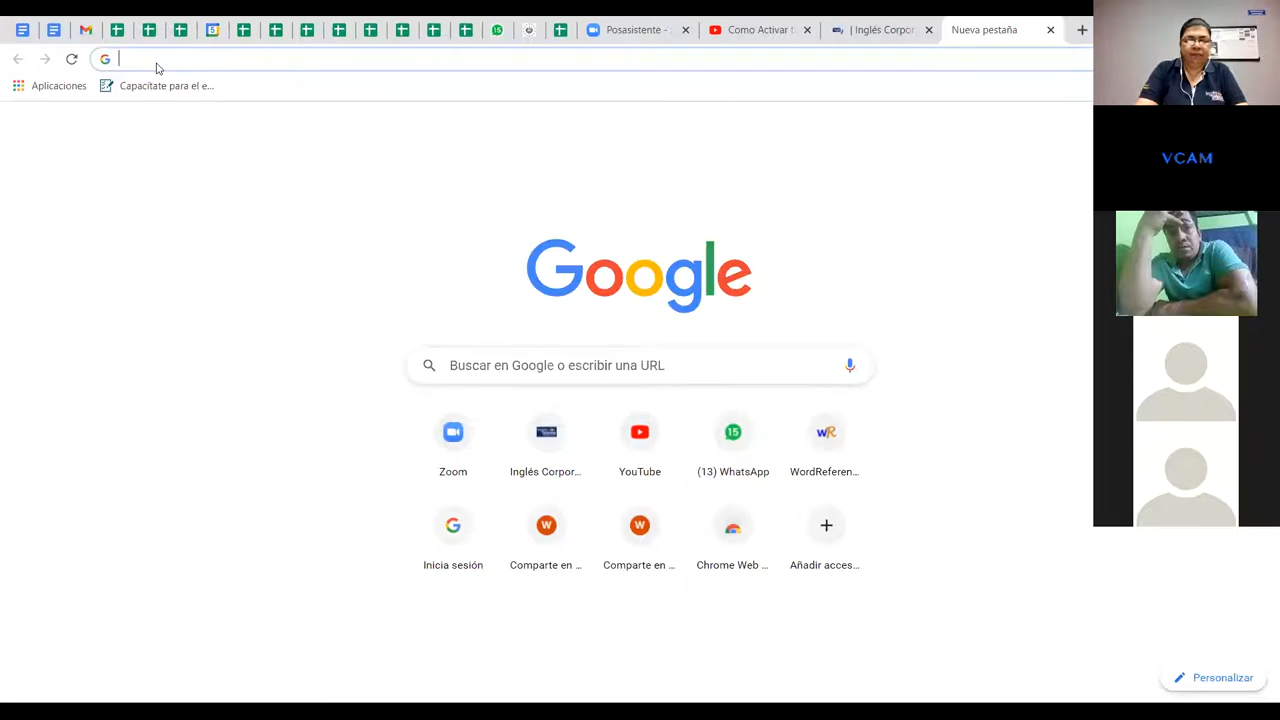 Posasistente -
Como Activar t
| Inglés Corpor
Nueva pestaña
Aplicaciones
Capacítate para el e...
VCAM
Google
Buscar en Google o escribir una URL
Zoom
Inglés Corpor...
YouTube
(13) WhatsApp
WordReferen...
Inicia sesión
Comparte en ...
Comparte en ...
Chrome Web ...
Añadir acces...
Personalizar